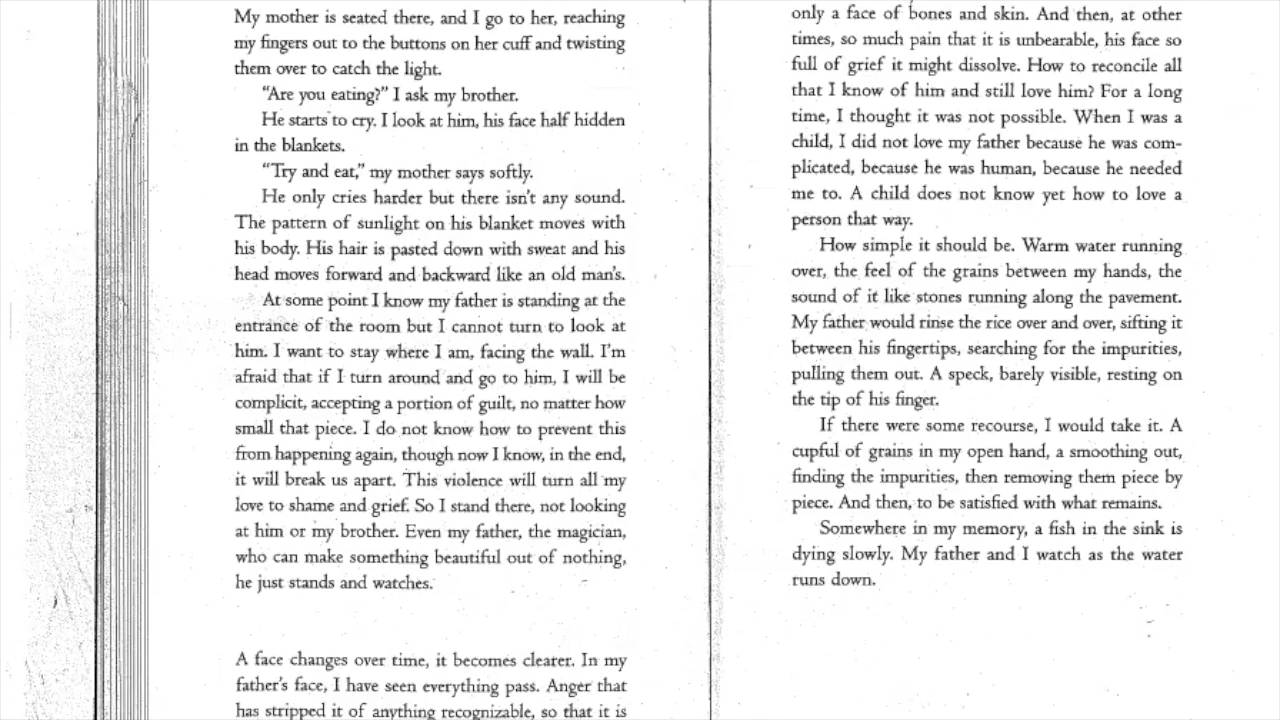 My mother is seated there, and I go to her, reaching
my fingers out to the buttons on her cuff and twisting
them over to catch the light.
“Are you eating?” I ask my brother.
He starts to cry. I look at him, his face half hidden
in the blankets.
“Try and eat,” my mother says softly.
He only cries harder but there isn’t any sound.
The pattern of sunlight on his blanket moves with
his body. His hair is pasted down with sweat and his
head moves forward and backward like an old man’s.
At some point I know my father is standing at the
entrance of the room but I cannot turn to look at
him. I want to stay where I am, facing the wall. I’m
afraid that if I turn around and go to him, I will be
complicit, accepting a portion of guilt, no matter how
small that piece. I do not know how to prevent this
from happening again, though now I know, in the end,
it will break us apart. This violence will turn all my
love to shame and grief. So I stand there, not looking
at him or my brother. Even my father, the magician,
who can make something beautiful out of nothing,
he just stands and watches.
A face changes over time, it becomes clearer. In my
father’s face, I have seen everything pass. Anger that
has stripped it of anything recognizable, so that it is
only a face of bones and skin. And then, at other
times, so much pain that it is unbearable, his face so
full of grief it might dissolve. How to reconcile all
that I know of him and still love him? For a long
time, I thought it was not possible. When I was a
child, I did not love my father because he was com-
plicated, because he was human, because he needed
me to. A child does not know yet how to love a
person that way.
How simple it should be. Warm water running
over, the feel of the grains between my hands, the
sound of it like stones running along the pavement.
My father would rinse the rice over and over, sifting it
between his fingertips, searching for the impurities,
pulling them out. A speck, barely visible, resting on
the tip of his finger.
If there were some recourse, I would take it. A
cupful of grains in my open hand, a smoothing out,
finding the impurities, then removing them piece by
piece. And then, to be satisfied with what remains.
Somewhere in my memory, a fish in the sink is
dying slowly. My father and I watch as the water
runs down.